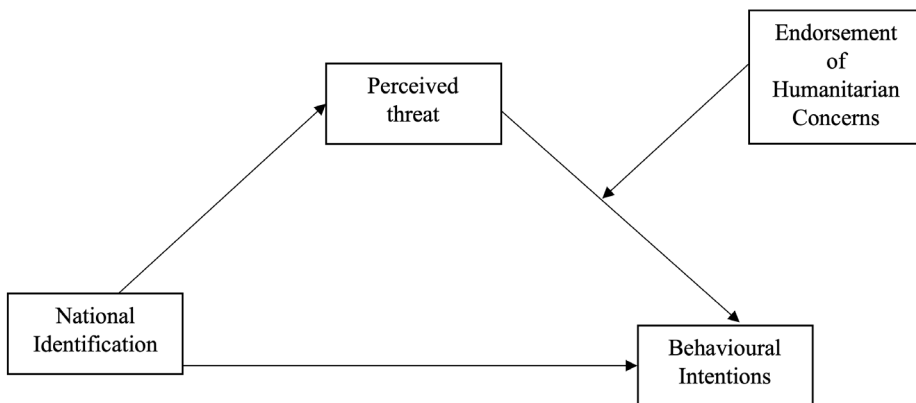 Endorsement
of
Humanitarian
Concerns
Perceived
threat
National
Identification
Behavioural
Intentions